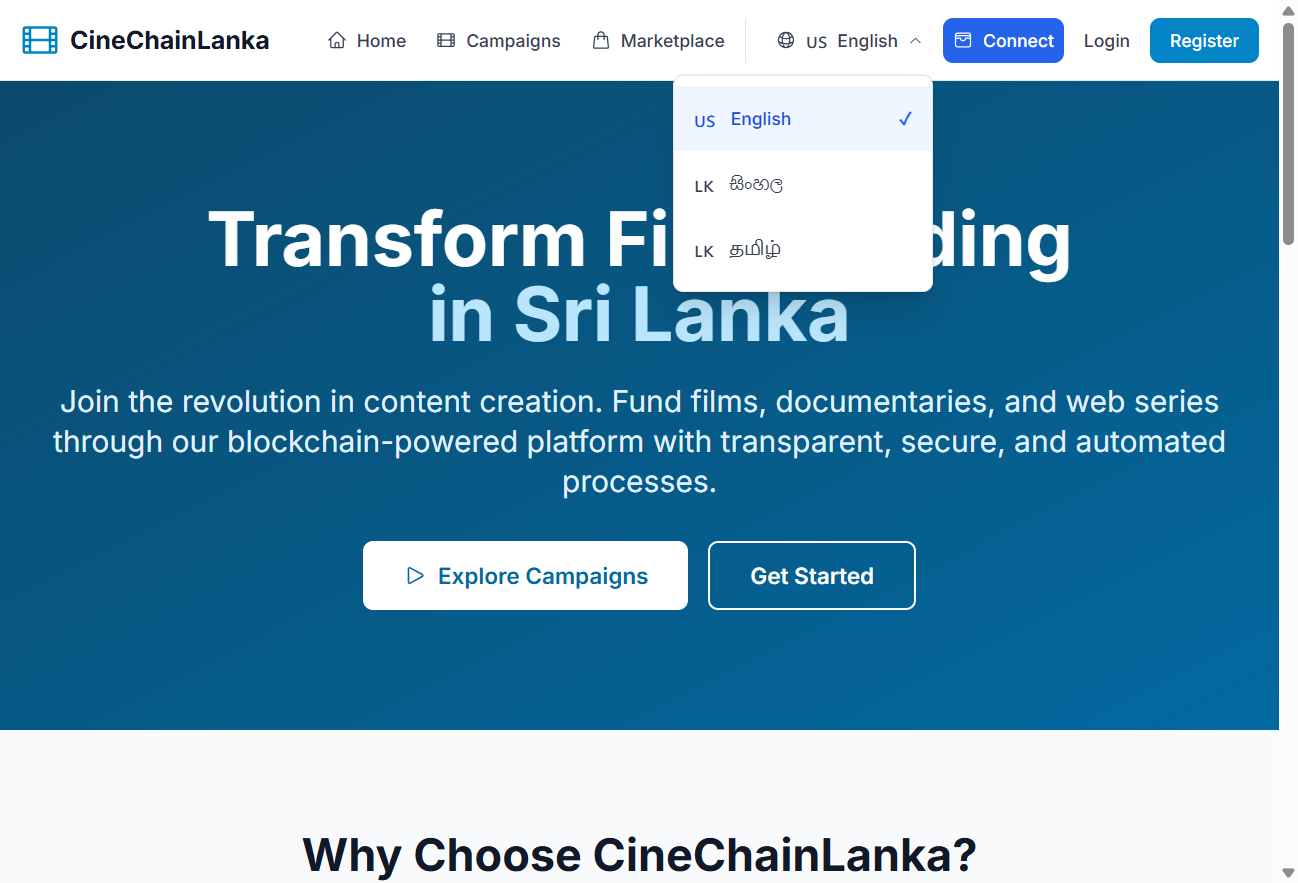 CineChainLanka
Home
Campaigns
Marketplace
US English
Connect
Login
Register
US English ✓
LK සිංහල
LK தமிழ்
Transform Fi ding
in Sri Lanka
Join the revolution in content creation. Fund films, documentaries, and web series
through our blockchain-powered platform with transparent, secure, and automated
processes.
Explore Campaigns
Get Started
Why Choose CineChainLanka?